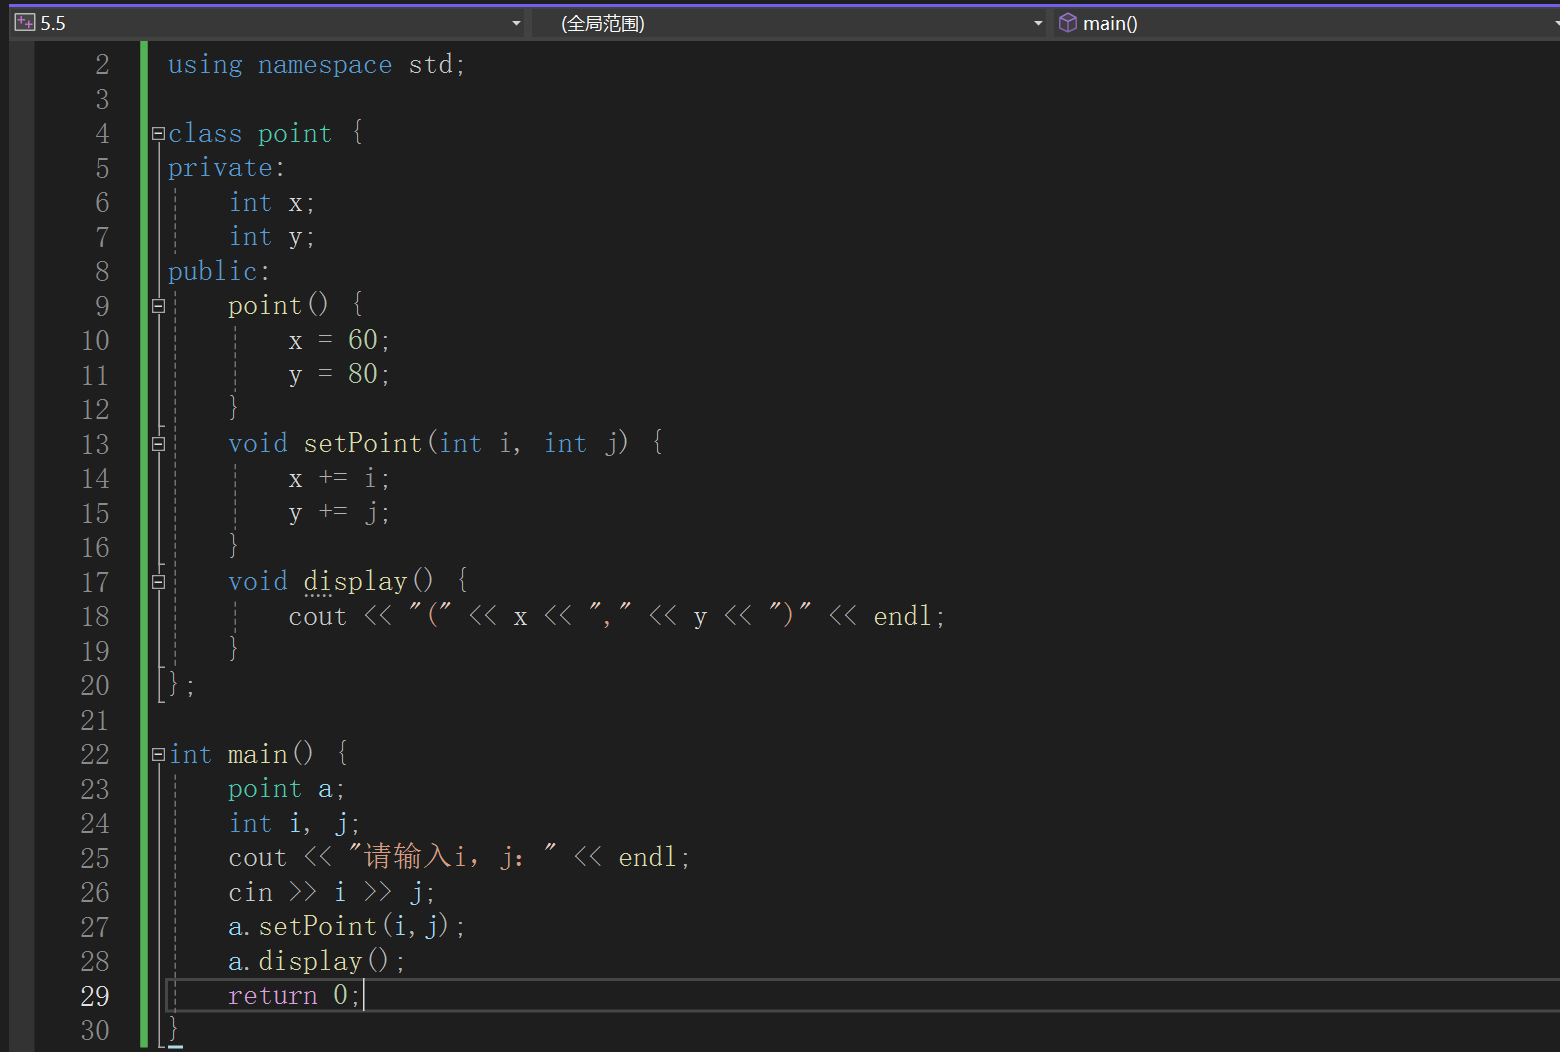 5.5 (全局范围) main()
2 using namespace std;
3
4 class point {
5 private:
6 int x;
7 int y;
8 public:
9 point() {
10 x = 60;
11 y = 80;
12 }
13 void setPoint(int i, int j) {
14 x += i;
15 y += j;
16 }
17 void display() {
18 cout << "(" << x << "," << y << ")" << endl;
19 }
20 };
21
22 int main() {
23 point a;
24 int i, j;
25 cout << "请输入i，j：" << endl;
26 cin >> i >> j;
27 a.setPoint(i,j);
28 a.display();
29 return 0;
30 }